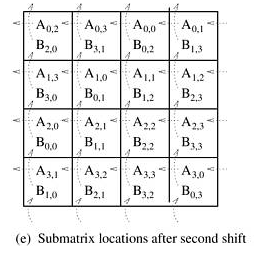 A0,2 A0,3 A0,0 A0,1
B2,0 B3,1 B0,2 B1,3
A1,3 A1,0 A1,1 A1,2
B3,0 B0,1 B1,2 B2,3
A2,0 A2,1 A2,2 A2,3
B0,0 B1,1 B2,2 B3,3
A3,1 A3,2 A3,3 A3,0
B1,0 B2,1 B3,2 B0,3
(e) Submatrix locations after second shift